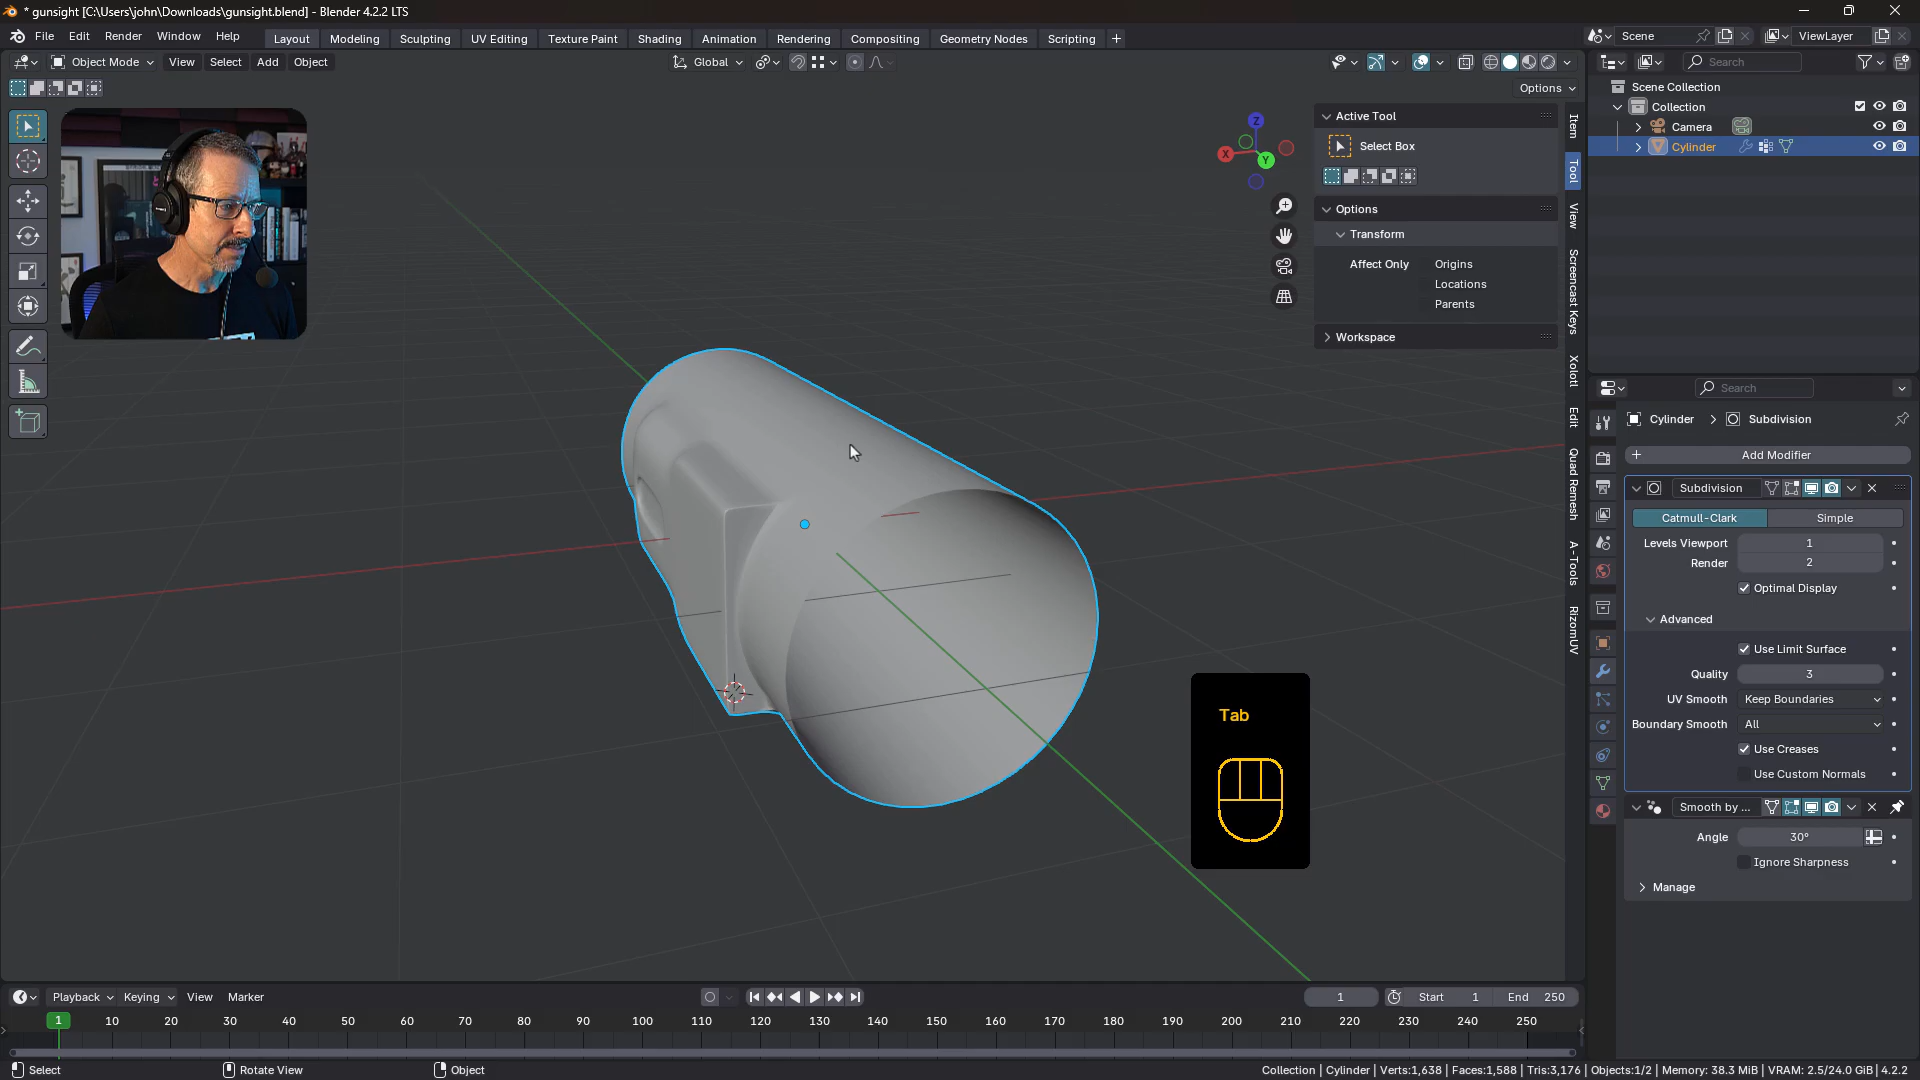 * gunsight [C:\Users\john\Downloads\gunsight.blend] - Blender 4.2.2 LTS
File Edit Render Window Help Layout Modeling Sculpting UV Editing Texture Paint Shading Animation Rendering Compositing Geometry Nodes Scripting + Scene ViewLayer
Object Mode View Select Add Object Global Search
Options
Scene Collection
Collection
Camera
Cylinder
Active Tool
Select Box
Options
Transform
Affect Only Origins
Locations
Parents
Workspace
Item
Tool
View
Screencast Keys
Xolotl
Edit
Quad Remesh
A-Tools
RizomUV
Z
X
Y
Search
Cylinder > Subdivision
+ Add Modifier
Subdivision
Catmull-Clark Simple
Levels Viewport 1
Render 2
Optimal Display
Advanced
Use Limit Surface
Quality 3
UV Smooth Keep Boundaries
Boundary Smooth All
Use Creases
Use Custom Normals
Smooth by ...
Angle 30°
Ignore Sharpness
Manage
Tab
Playback Keying View Marker 1 Start 1 End 250
1 10 20 30 40 50 60 70 80 90 100 110 120 130 140 150 160 170 180 190 200 210 220 230 240 250
Select Rotate View Object Collection | Cylinder | Verts:1,638 | Faces:1,588 | Tris:3,176 | Objects:1/2 | Memory: 38.3 MiB | VRAM: 2.5/24.0 GiB | 4.2.2